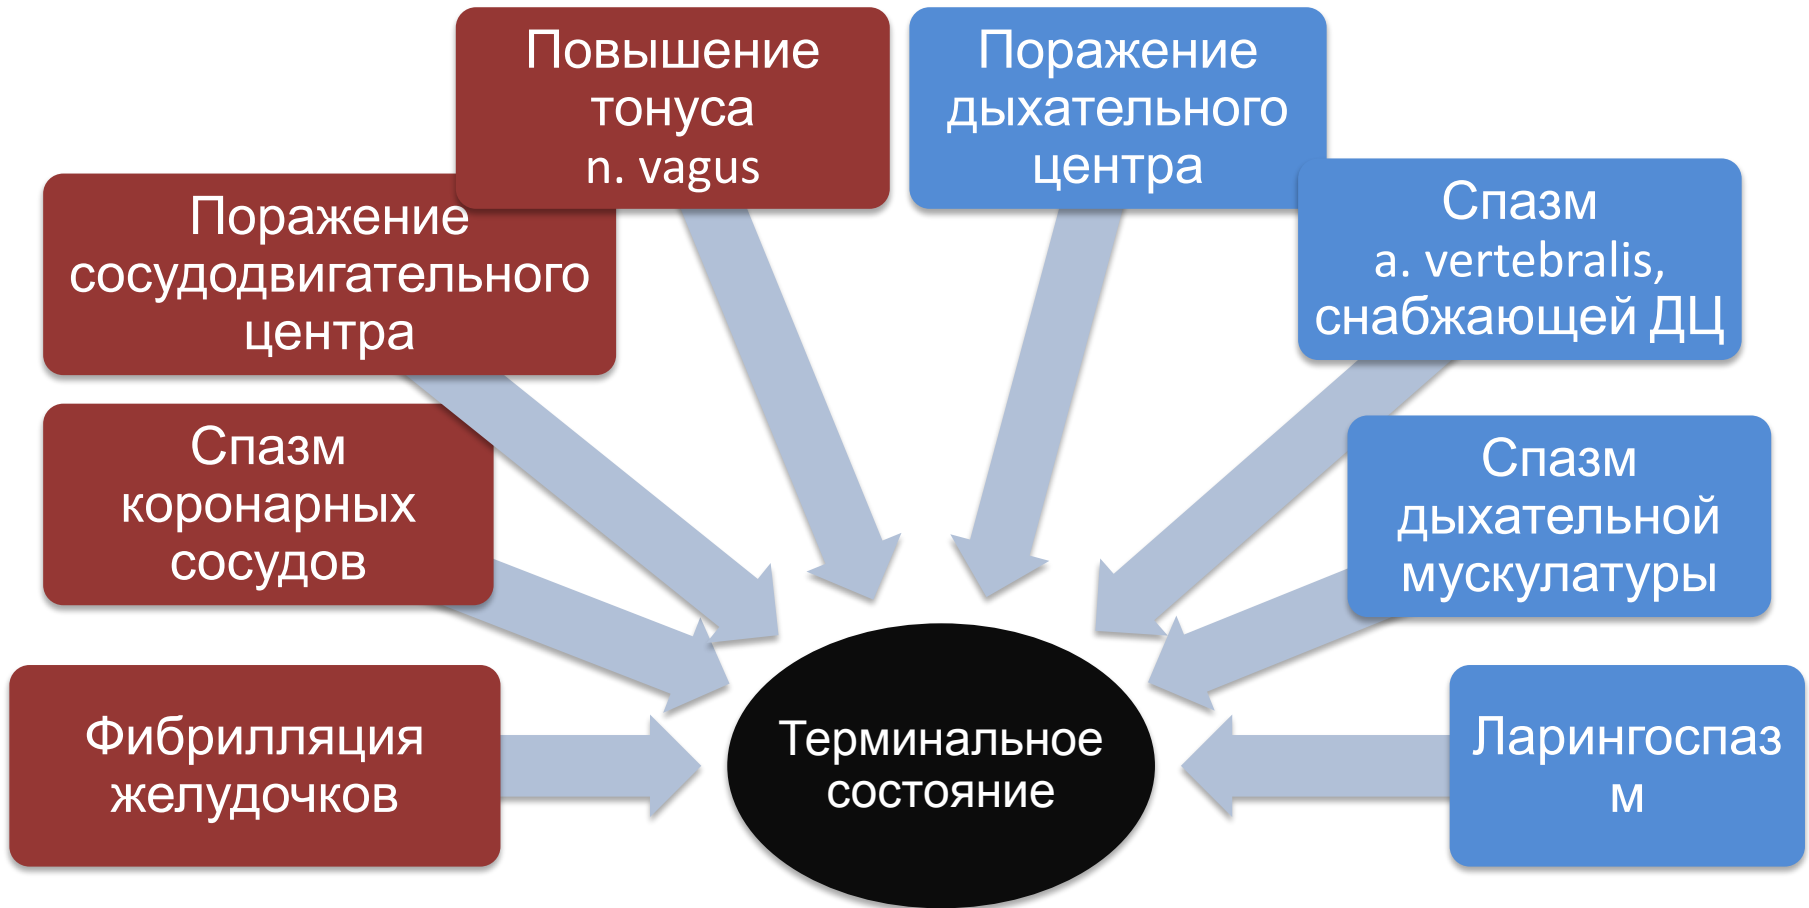 Повышение
тонуса
n. vagus
Поражение
дыхательного
центра
Поражение
сосудодвигательного
центра
Спазм
a. vertebralis,
снабжающей ДЦ
Спазм
коронарных
сосудов
Спазм
дыхательной
мускулатуры
Фибрилляция
желудочков
Терминальное
состояние
Ларингоспаз
м